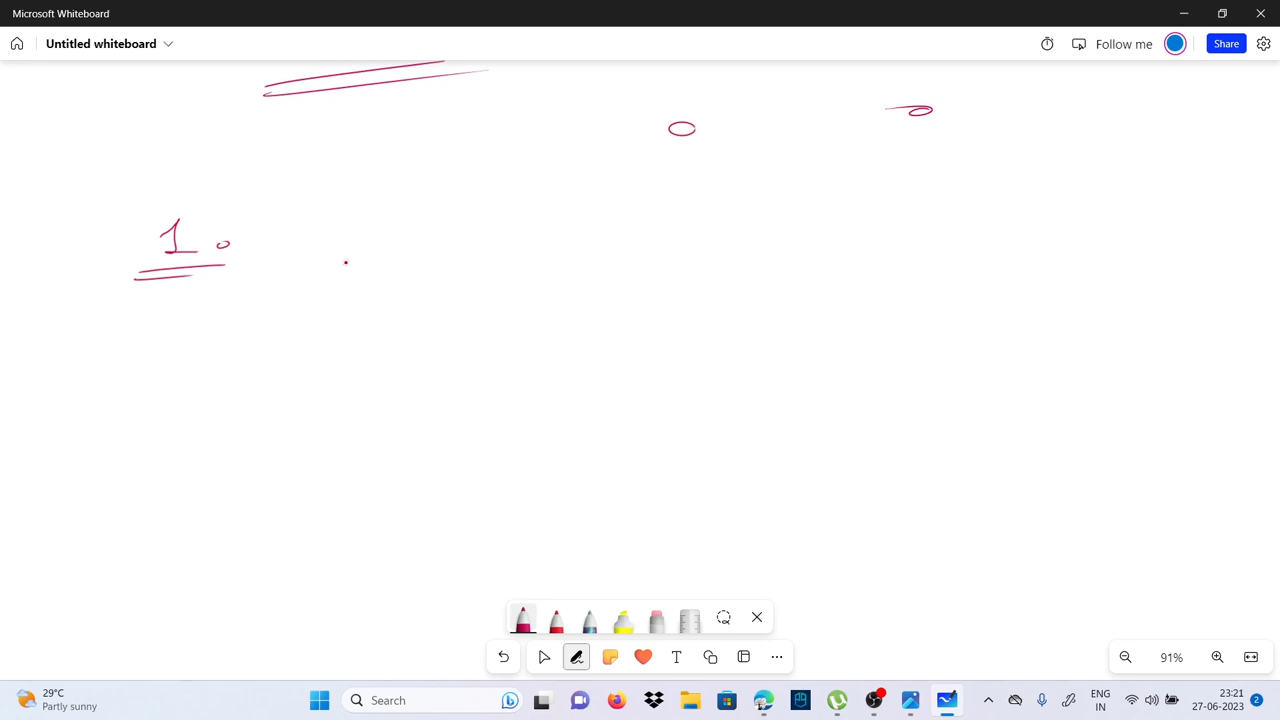 Microsoft Whiteboard
Untitled whiteboard
Follow me
Share
1.
91%
29°C
Partly sunny
Search
ENG
IN
23:21
27-06-2023
2